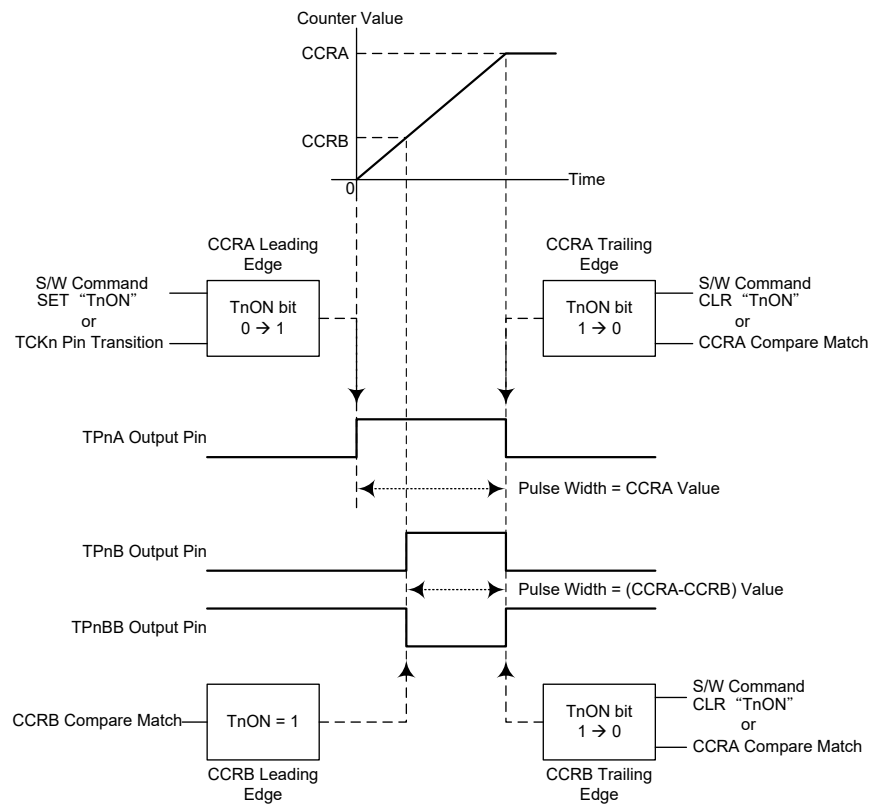 Counter Value
CCRA
CCRB
0
Time
CCRA Leading
Edge
CCRA Trailing
Edge
S/W Command
SET “TnON”
or
TCKn Pin Transition
TnON bit
0 → 1
TnON bit
1 → 0
S/W Command
CLR “TnON”
or
CCRA Compare Match
TPnA Output Pin
Pulse Width = CCRA Value
TPnB Output Pin
Pulse Width = (CCRA-CCRB) Value
TPnBB Output Pin
CCRB Compare Match
TnON = 1
CCRB Leading
Edge
TnON bit
1 → 0
CCRB Trailing
Edge
S/W Command
CLR “TnON”
or
CCRA Compare Match